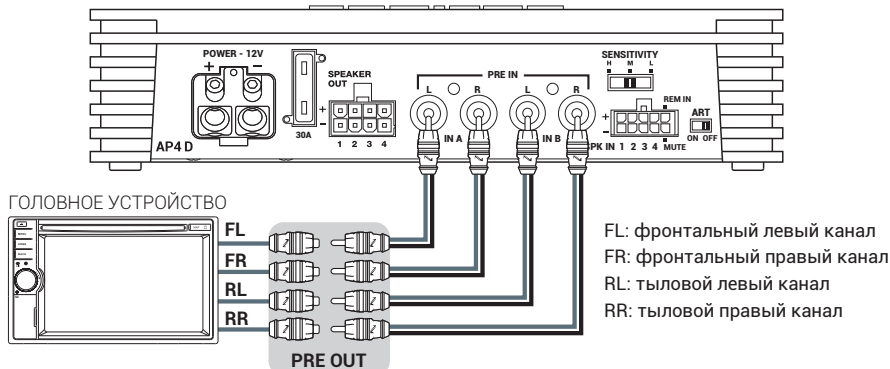 POWER - 12V
+ −
30A
SPEAKER
OUT
+
−
1 2 3 4
AP4 D
PRE IN
L R L R
IN A IN B
SENSITIVITY
H M L
REM IN
+
−
SPK IN 1 2 3 4 MUTE
ART
ON OFF
ГОЛОВНОЕ УСТРОЙСТВО
FL
FR
RL
RR
PRE OUT
FL: фронтальный левый канал
FR: фронтальный правый канал
RL: тыловой левый канал
RR: тыловой правый канал